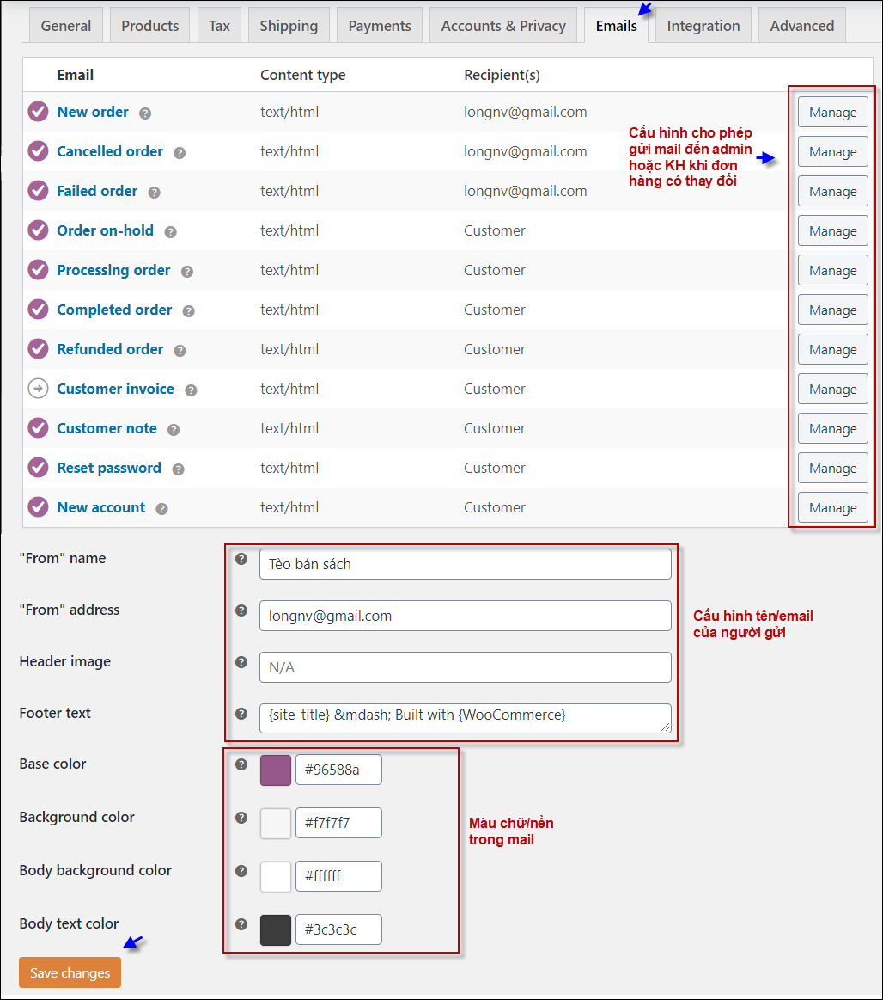 General Products Tax Shipping Payments Accounts & Privacy Emails Integration Advanced
Email Content type Recipient(s)
New order text/html longnv@gmail.com Manage
Cancelled order text/html longnv@gmail.com Manage
Failed order text/html longnv@gmail.com Manage
Cấu hình cho phép
gửi mail đến admin
hoặc KH khi đơn
hàng có thay đổi
Order on-hold text/html Customer Manage
Processing order text/html Customer Manage
Completed order text/html Customer Manage
Refunded order text/html Customer Manage
Customer invoice text/html Customer Manage
Customer note text/html Customer Manage
Reset password text/html Customer Manage
New account text/html Customer Manage
"From" name Tèo bán sách
"From" address longnv@gmail.com
Cấu hình tên/email
của người gửi
Header image N/A
Footer text {site_title} &mdash; Built with {WooCommerce}
Base color #96588a
Background color #f7f7f7
Màu chữ/nền
trong mail
Body background color #ffffff
Body text color #3c3c3c
Save changes